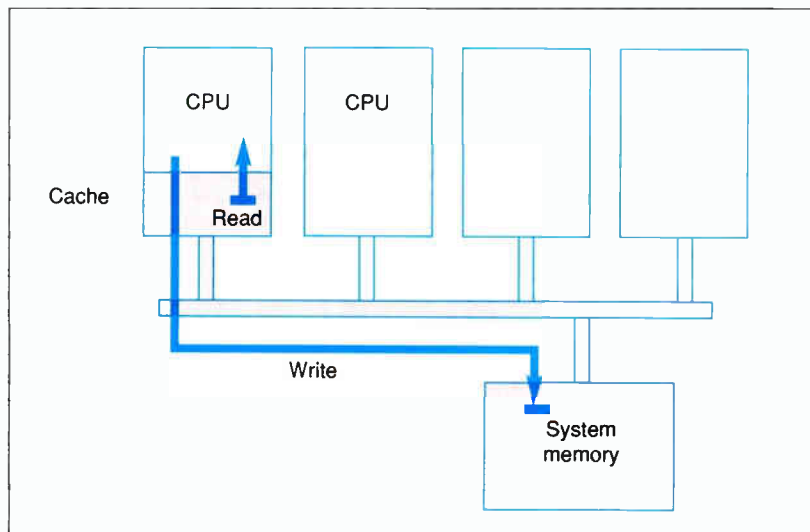 CPU
CPU
Cache
Read
Write
System
memory